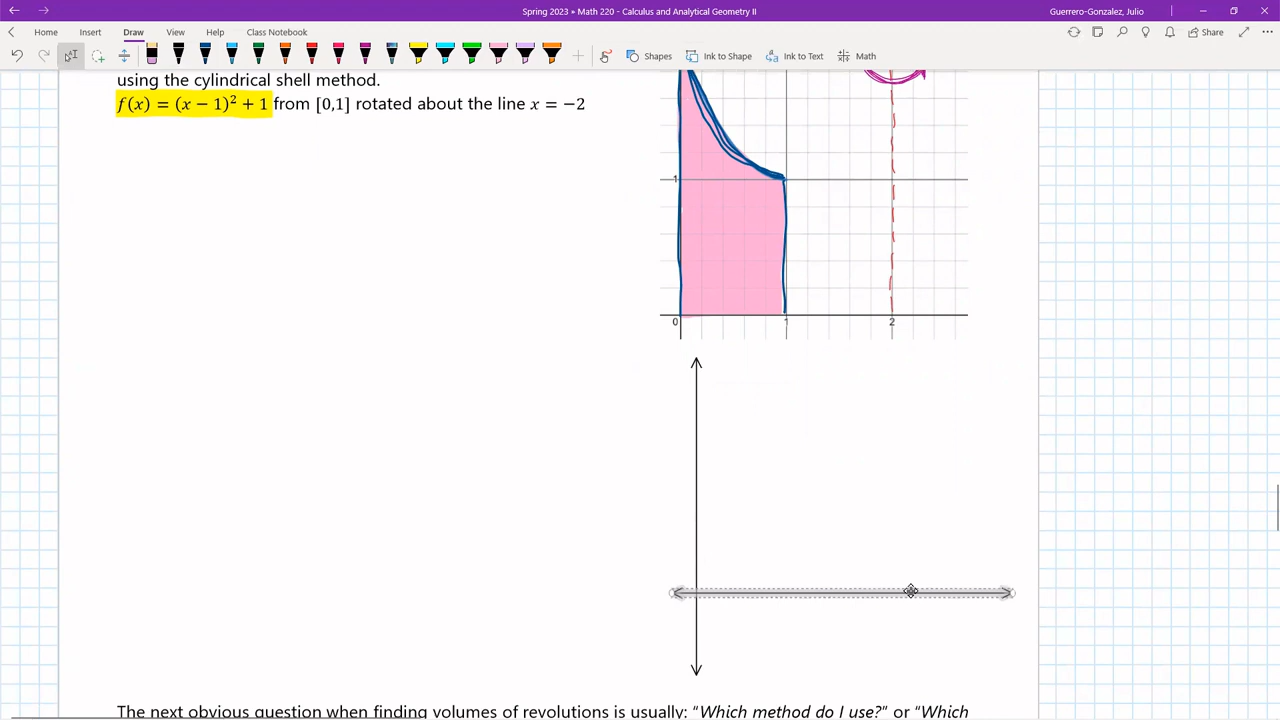 Spring 2023 » Math 220 - Calculus and Analytical Geometry II
Guerrero-Gonzalez, Julio
Home Insert Draw View Help Class Notebook
Share
Shapes Ink to Shape Ink to Text Math
using the cylindrical shell method.
f(x) = (x − 1)² + 1 from [0,1] rotated about the line x = −2
1
0 1 2
The next obvious question when finding volumes of revolutions is usually: “Which method do I use?” or “Which